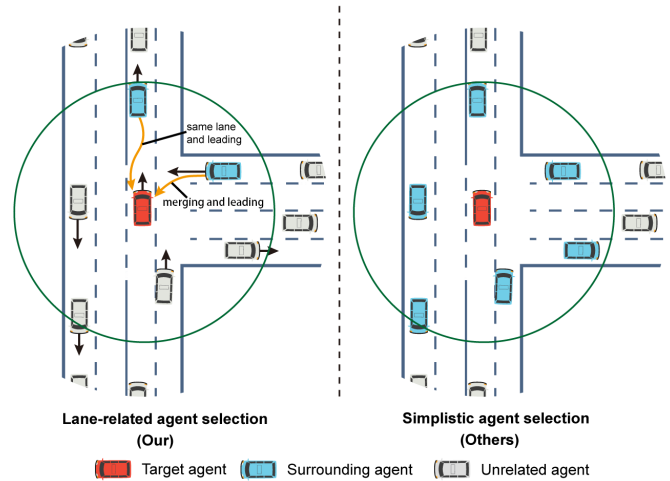 same lane
and leading
merging and leading
Lane-related agent selection
(Our)
Simplistic agent selection
(Others)
Target agent
Surrounding agent
Unrelated agent